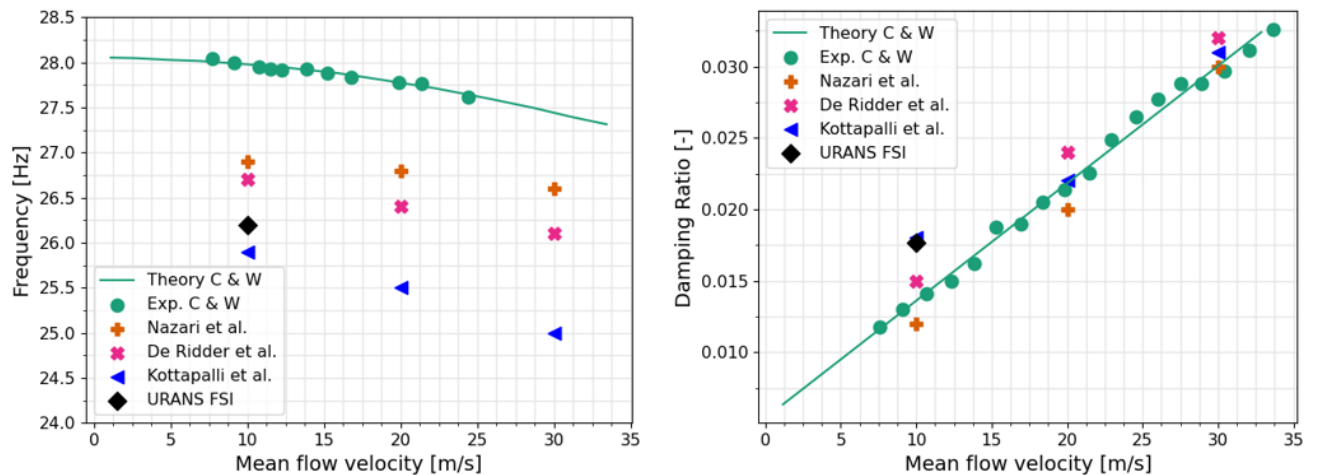 28.5
28.0
27.5
27.0
26.5
26.0
25.5
25.0
24.5
24.0
Frequency [Hz]
Theory C & W
Exp. C & W
Nazari et al.
De Ridder et al.
Kottapalli et al.
URANS FSI
0 5 10 15 20 25 30 35
Mean flow velocity [m/s]
0.030
0.025
0.020
0.015
0.010
Damping Ratio [-]
Theory C & W
Exp. C & W
Nazari et al.
De Ridder et al.
Kottapalli et al.
URANS FSI
0 5 10 15 20 25 30 35
Mean flow velocity [m/s]